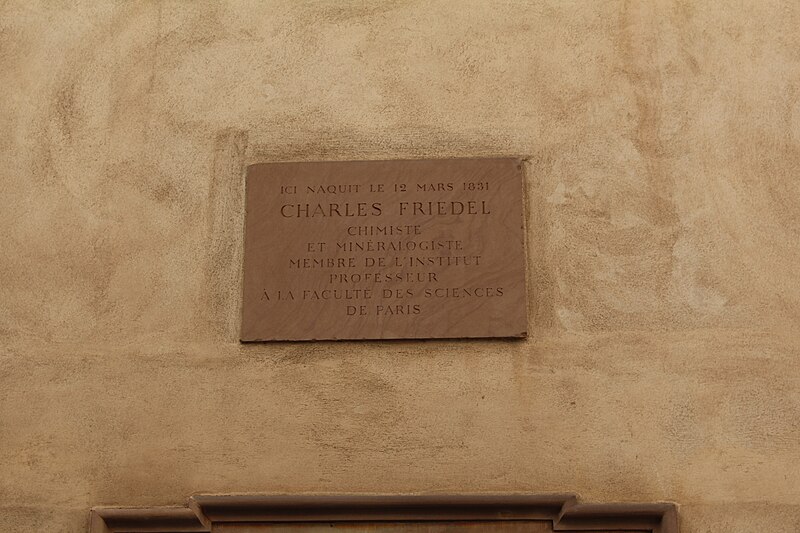 ICI NAQUIT LE 12 MARS 1831
CHARLES FRIEDEL
CHIMISTE
ET MINÉRALOGISTE
MEMBRE DE L'INSTITUT
PROFESSEUR
À LA FACULTÉ DES SCIENCES
DE PARIS